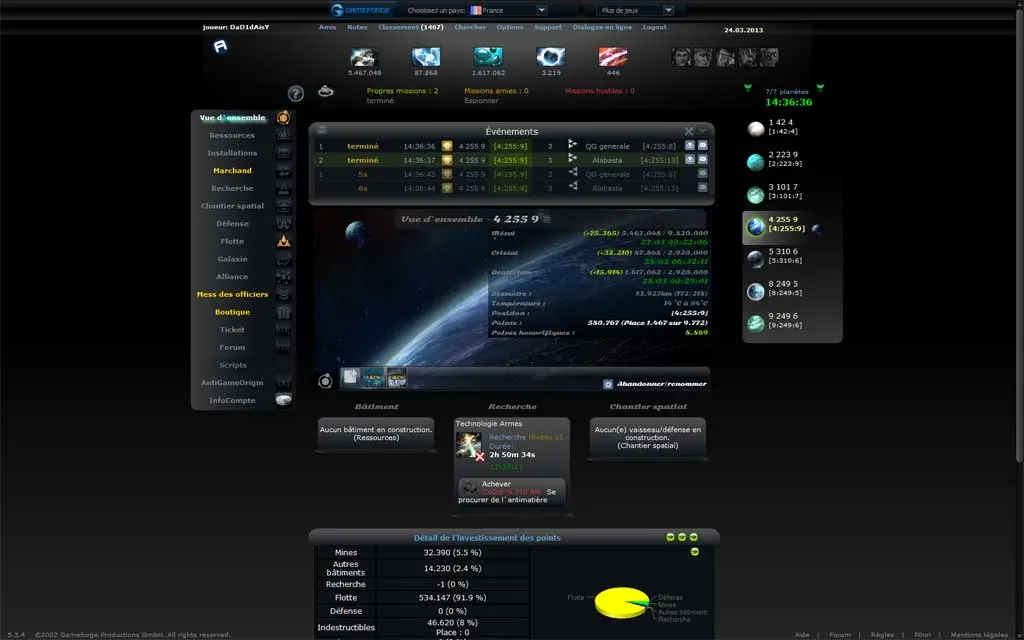 GAMEFORGE Choisissez un pays: France Plus de jeux
joueur: DaD1dAisY Amis Notes Classement (1467) Chercher Options Support Dialogue en ligne Logout 24.03.2013
5.467.048 87.868 1.617.062 3.219 446
Propres missions : 2 Missions amies : 0 Missions hostiles : 0
terminé Espionner
7/7 planètes
14:36:36
Vue d`ensemble
Ressources
Installations
Marchand
Recherche
Chantier spatial
Défense
Flotte
Galaxie
Alliance
Mess des officiers
Boutique
Ticket
Forum
Scripts
AntiGameOrigin
InfoCompte
Événements
1 terminé 14:36:36 4 255 9 [4:255:9] 3 QG generale [4:255:8]
2 terminé 14:36:37 4 255 9 [4:255:9] 3 Alabasta [4:255:13]
1 5s 14:36:42 4 255 9 [4:255:9] 3 QG generale [4:255:8]
6s 14:36:44 4 255 9 [4:255:9] 3 Alabasta [4:255:13]
Vue d`ensemble - 4 255 9
Métal (+75.365) 5.467.048 / 9.820.000
27/03 00:22:06
Cristal (+32.210) 87.868 / 2.920.000
28/03 06:32:11
Deutérium (+15.914) 1.617.062 / 2.920.000
28/03 00:29:01
Diamètre : 13.927km (172/218)
Température : 14 °C à 54°C
Position : [4:255:9]
Points : 580.767 (Place 1.467 sur 9.772)
Points honorifiques : 8.869
Abandonner/renommer
1 42 4
[1:42:4]
2 223 9
[2:223:9]
3 101 7
[3:101:7]
4 255 9
[4:255:9]
5 310 6
[5:310:6]
8 249 5
[8:249:5]
9 249 6
[9:249:6]
Bâtiment
Aucun bâtiment en construction.
(Ressources)
Recherche
Technologie Armes
Recherche Niveau 13
Durée:
2h 50m 34s
Achever
Se
procurer de l`antimatière
Chantier spatial
Aucun(e) vaisseau/défense en
construction.
(Chantier spatial)
Détail de l'investissement des points
Mines 32.390 (5.5 %)
Autres
bâtiments 14.230 (2.4 %)
Recherche -1 (0 %)
Flotte 534.147 (91.9 %)
Défense 0 (0 %)
Indestructibles 46.620 (8 %)
Place : 0
Flotte
Défense
Mines
Autres bâtiments
Recherche
5.3.4 ©2002 Gameforge Productions GmbH. All rights reserved. Aide | Forum | Règles | Pilori | Mentions légales